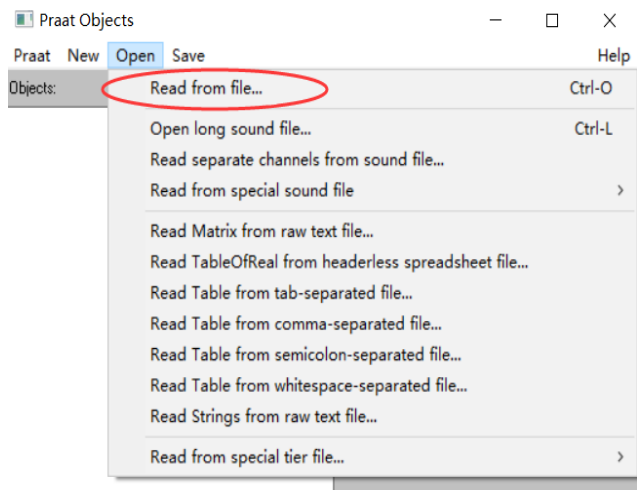 Praat Objects
Praat New Open Save Help
Objects:
Read from file... Ctrl-O
Open long sound file... Ctrl-L
Read separate channels from sound file...
Read from special sound file
Read Matrix from raw text file...
Read TableOfReal from headerless spreadsheet file...
Read Table from tab-separated file...
Read Table from comma-separated file...
Read Table from semicolon-separated file...
Read Table from whitespace-separated file...
Read Strings from raw text file...
Read from special tier file...